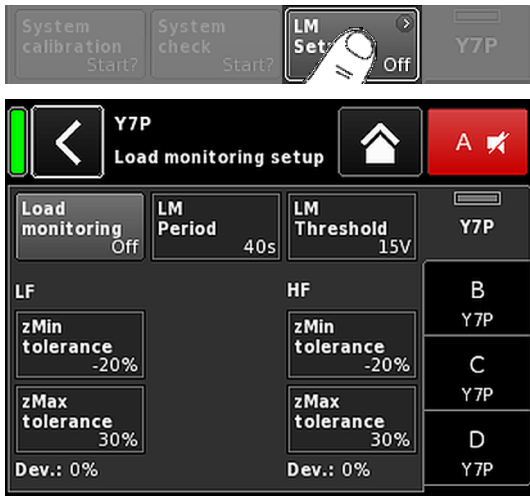 System calibration Start?
System check Start?
LM
Set
Off
Y7P
Y7P
Load monitoring setup
A
Load monitoring Off
LM Period 40s
LM Threshold 15V
Y7P
LF
HF
B
Y7P
zMin tolerance -20%
zMin tolerance -20%
C
Y7P
zMax tolerance 30%
zMax tolerance 30%
D
Y7P
Dev.: 0%
Dev.: 0%